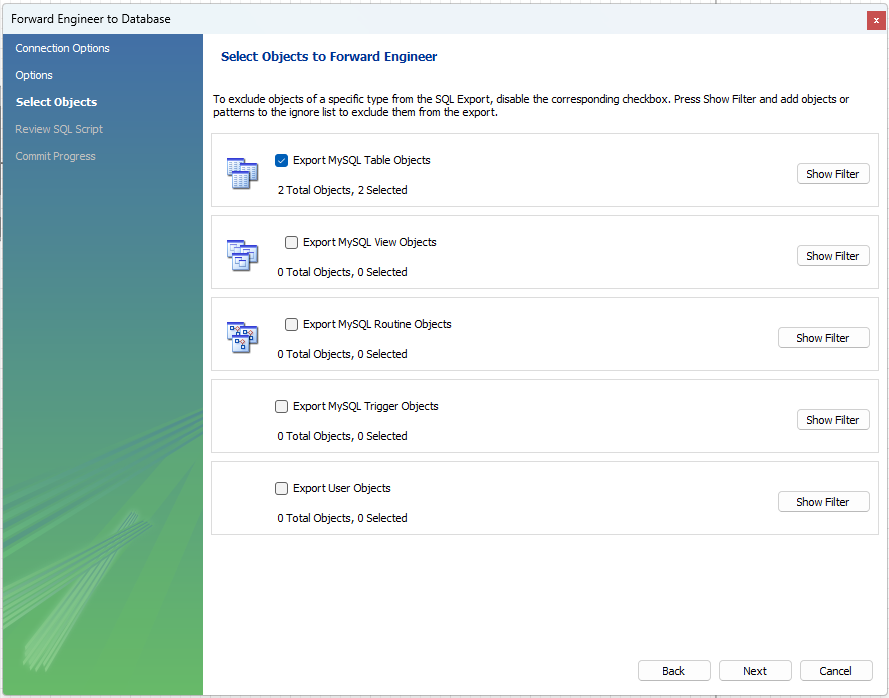 Forward Engineer to Database
x
Connection Options
Options
Select Objects
Review SQL Script
Commit Progress
Select Objects to Forward Engineer
To exclude objects of a specific type from the SQL Export, disable the corresponding checkbox. Press Show Filter and add objects or
patterns to the ignore list to exclude them from the export.
Export MySQL Table Objects
2 Total Objects, 2 Selected
Show Filter
Export MySQL View Objects
0 Total Objects, 0 Selected
Show Filter
Export MySQL Routine Objects
0 Total Objects, 0 Selected
Show Filter
Export MySQL Trigger Objects
0 Total Objects, 0 Selected
Show Filter
Export User Objects
0 Total Objects, 0 Selected
Show Filter
Back
Next
Cancel